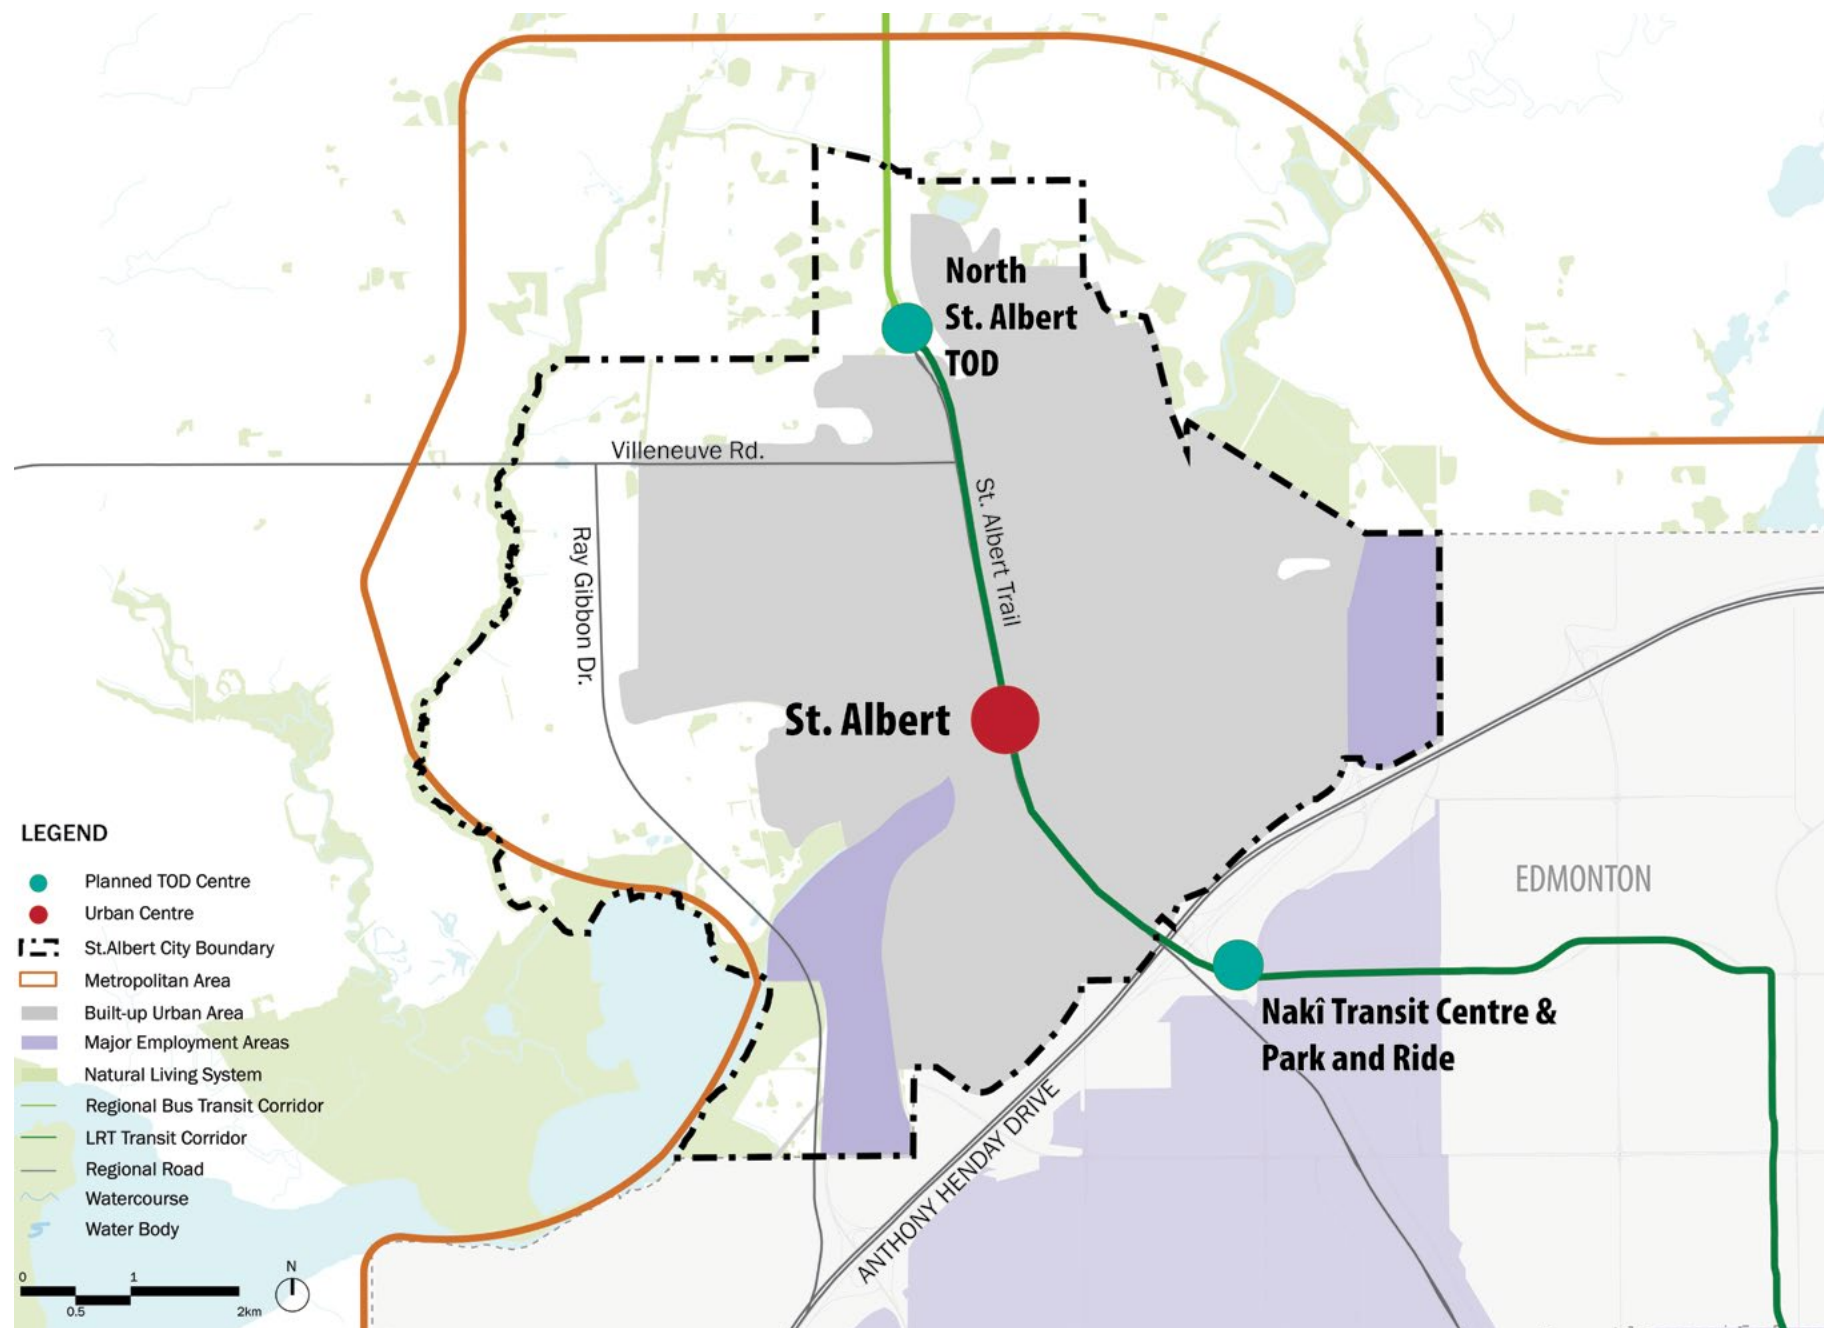 North
St. Albert
TOD
Villeneuve Rd.
St. Albert Trail
Ray Gibbon Dr.
St. Albert
EDMONTON
Nakî Transit Centre &
Park and Ride
ANTHONY HENDAY DRIVE
LEGEND
Planned TOD Centre
Urban Centre
St.Albert City Boundary
Metropolitan Area
Built-up Urban Area
Major Employment Areas
Natural Living System
Regional Bus Transit Corridor
LRT Transit Corridor
Regional Road
Watercourse
Water Body
0
1
0.5
2km
N